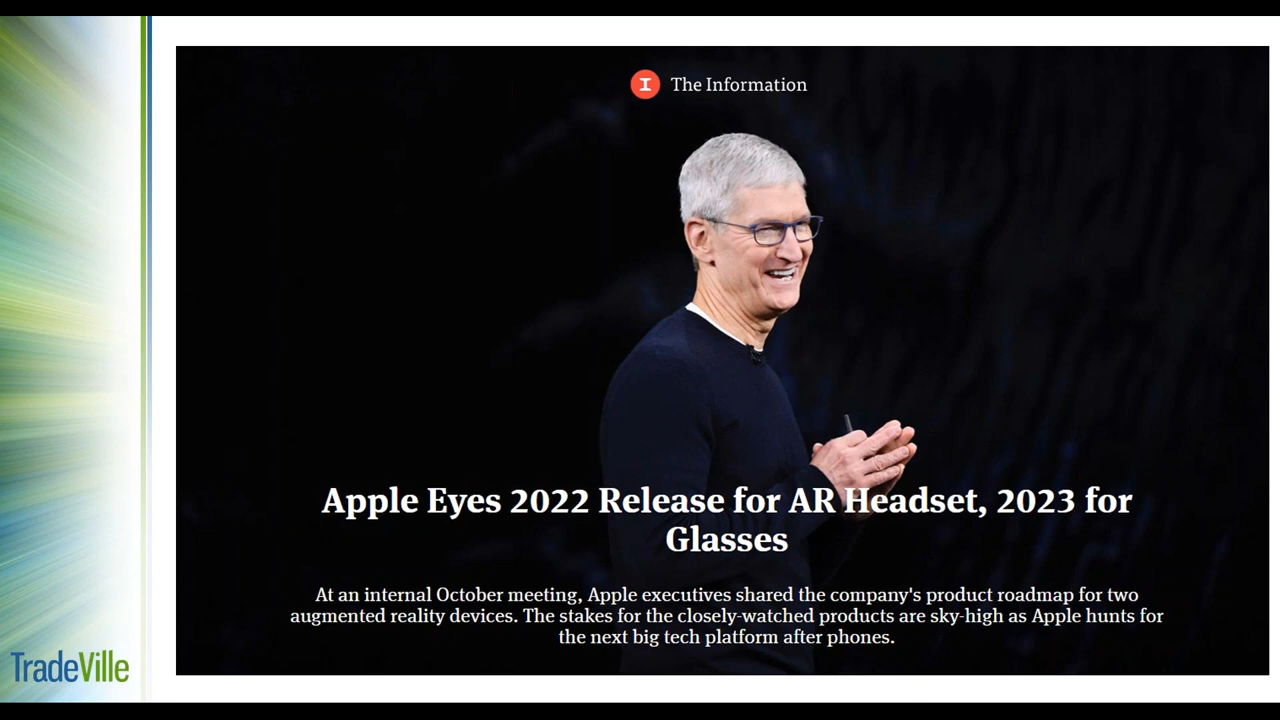 The Information
Apple Eyes 2022 Release for AR Headset, 2023 for
Glasses
At an internal October meeting, Apple executives shared the company's product roadmap for two
augmented reality devices. The stakes for the closely-watched products are sky-high as Apple hunts for
the next big tech platform after phones.
TradeVille